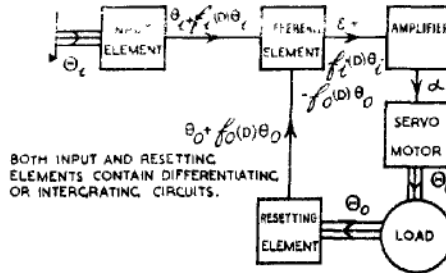 INPUT
ELEMENT
θi + fi(D)θi
ELEMENT
ε +
fi(D)θi
- fo(D)θo
AMPLIFIER
Θi
α
SERVO
MOTOR
θo + fo(D)θo
BOTH INPUT AND RESETTING
ELEMENTS CONTAIN DIFFERENTIATING
OR INTERGRATING CIRCUITS.
RESETTING
ELEMENT
Θo
LOAD